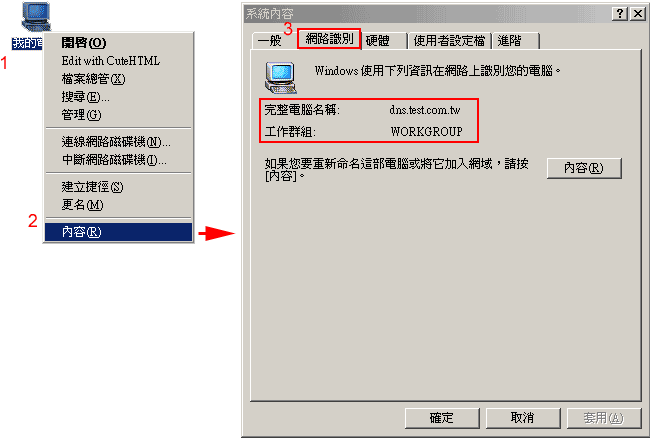 我的電
1
開啓(O)
Edit with CuteHTML
檔案總管(X)
搜尋(E)...
管理(G)
連線網路磁碟機(N)...
中斷網路磁碟機(I)...
建立捷徑(S)
更名(M)
2
內容(R)
系統內容
3
一般 網路識別 硬體 使用者設定檔 進階
Windows 使用下列資訊在網路上識別您的電腦。
完整電腦名稱: dns.test.com.tw
工作群組: WORKGROUP
如果您要重新命名這部電腦或將它加入網域，請按
[內容]。
內容(R)
確定 取消 套用(A)